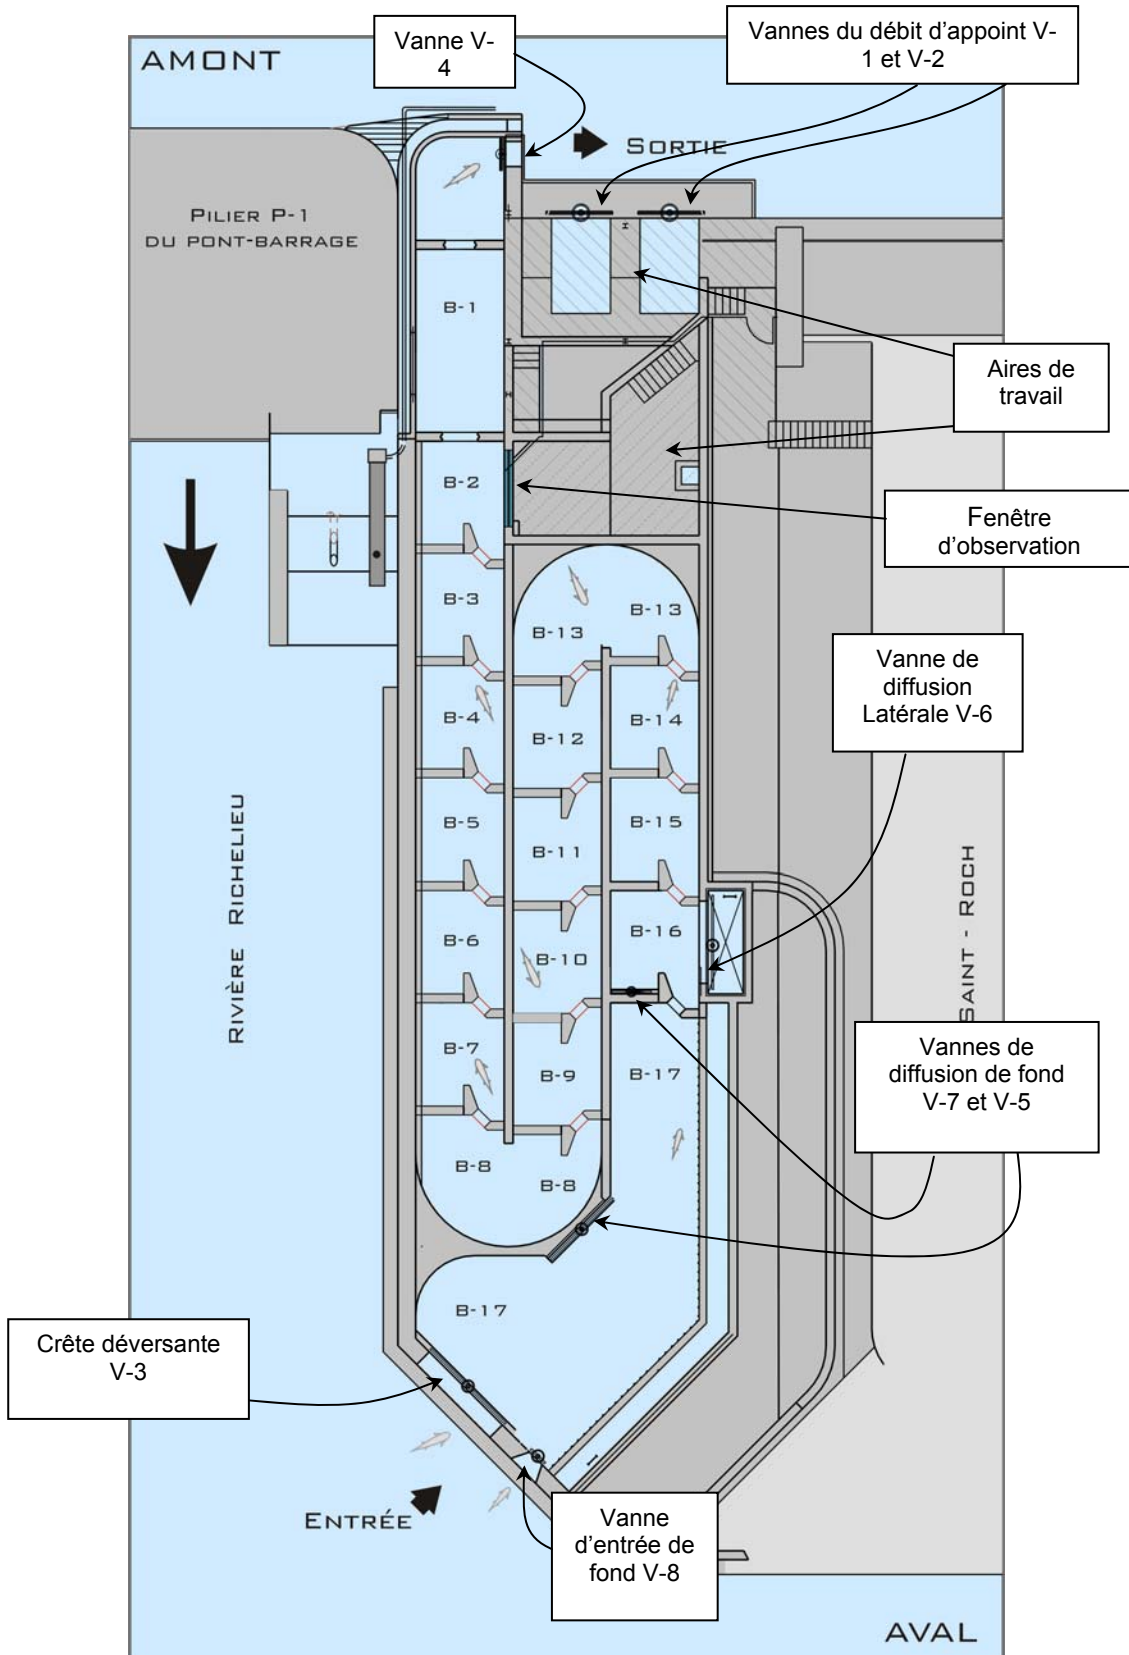 AMONT
Vanne V-
4
Vannes du débit d'appoint V-
1 et V-2
SORTIE
PILIER P-1
DU PONT-BARRAGE
B-1
Aires de
travail
B-2
Fenêtre
d'observation
B-3
B-13
B-13
Vanne de
diffusion
Latérale V-6
B-4
B-12
B-14
B-5
B-11
B-15
RIVIÈRE RICHELIEU
SAINT - ROCH
B-6
B-10
B-16
B-7
B-9
B-17
Vannes de
diffusion de fond
V-7 et V-5
B-8
B-8
B-17
Crête déversante
V-3
ENTRÉE
Vanne
d'entrée de
fond V-8
AVAL